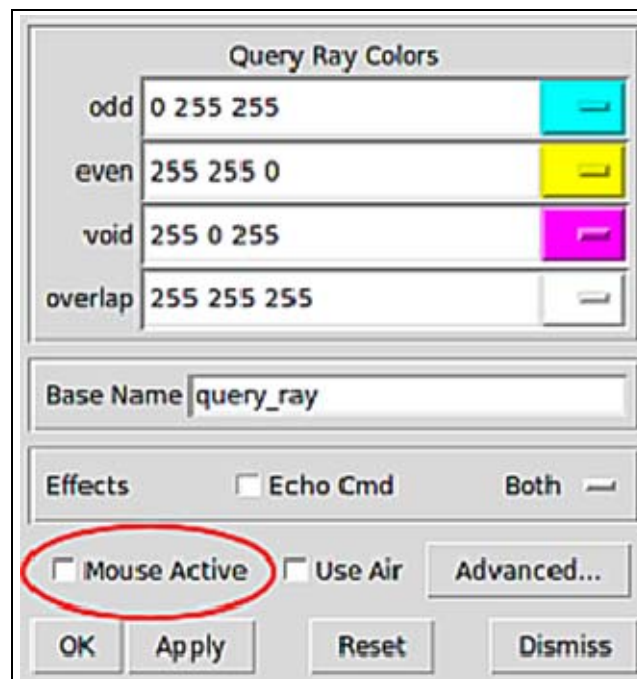 Query Ray Colors
odd 0 255 255
even 255 255 0
void 255 0 255
overlap 255 255 255
Base Name query_ray
Effects Echo Cmd Both
Mouse Active Use Air Advanced...
OK Apply Reset Dismiss